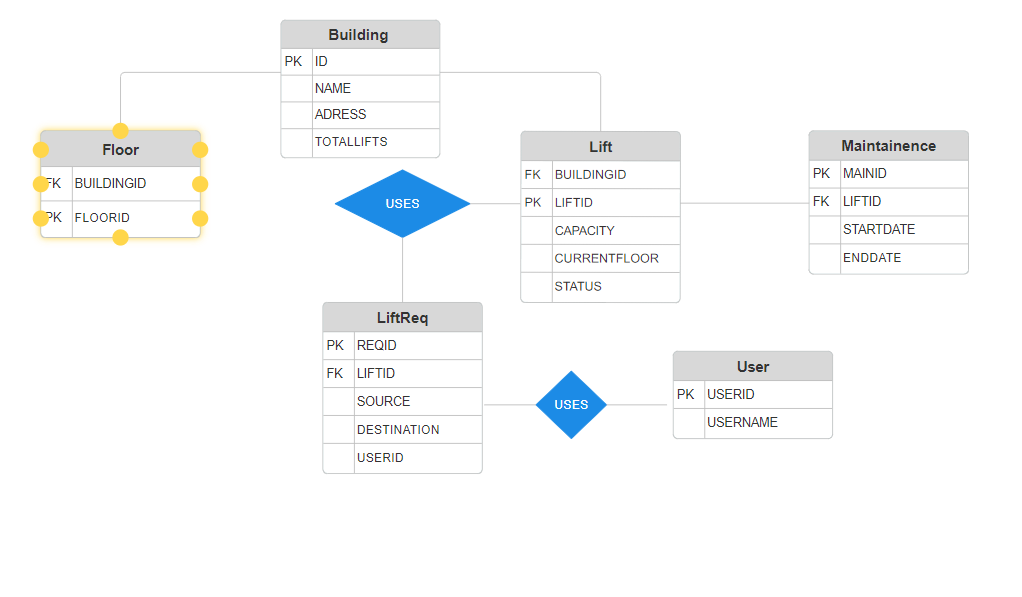 Building
PK ID
NAME
ADRESS
TOTALLIFTS
Floor
FK BUILDINGID
PK FLOORID
USES
Lift
FK BUILDINGID
PK LIFTID
CAPACITY
CURRENTFLOOR
STATUS
Maintainence
PK MAINID
FK LIFTID
STARTDATE
ENDDATE
LiftReq
PK REQID
FK LIFTID
SOURCE
DESTINATION
USERID
USES
User
PK USERID
USERNAME